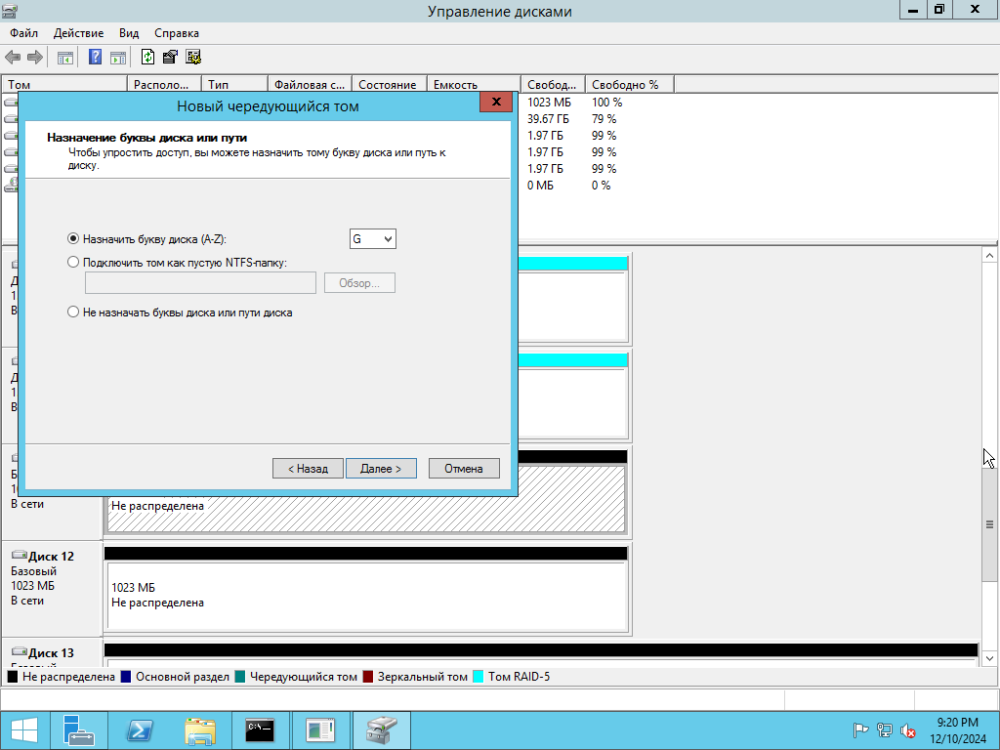 Управление дисками
Файл Действие Вид Справка
Том Располо... Тип Файловая с... Состояние Емкость Свобод... Свободно %
1023 МБ 100 %
39.67 ГБ 79 %
1.97 ГБ 99 %
1.97 ГБ 99 %
1.97 ГБ 99 %
0 МБ 0 %
Новый чередующийся том
Назначение буквы диска или пути
Чтобы упростить доступ, вы можете назначить тому букву диска или путь к
диску.
Назначить букву диска (A-Z): G
Подключить том как пустую NTFS-папку:
Обзор...
Не назначать буквы диска или пути диска
< Назад Далее > Отмена
В сети
Не распределена
Диск 12
Базовый
1023 МБ
В сети
1023 МБ
Не распределена
Диск 13
Не распределена Основной раздел Чередующийся том Зеркальный том Том RAID-5
9:20 PM
12/10/2024